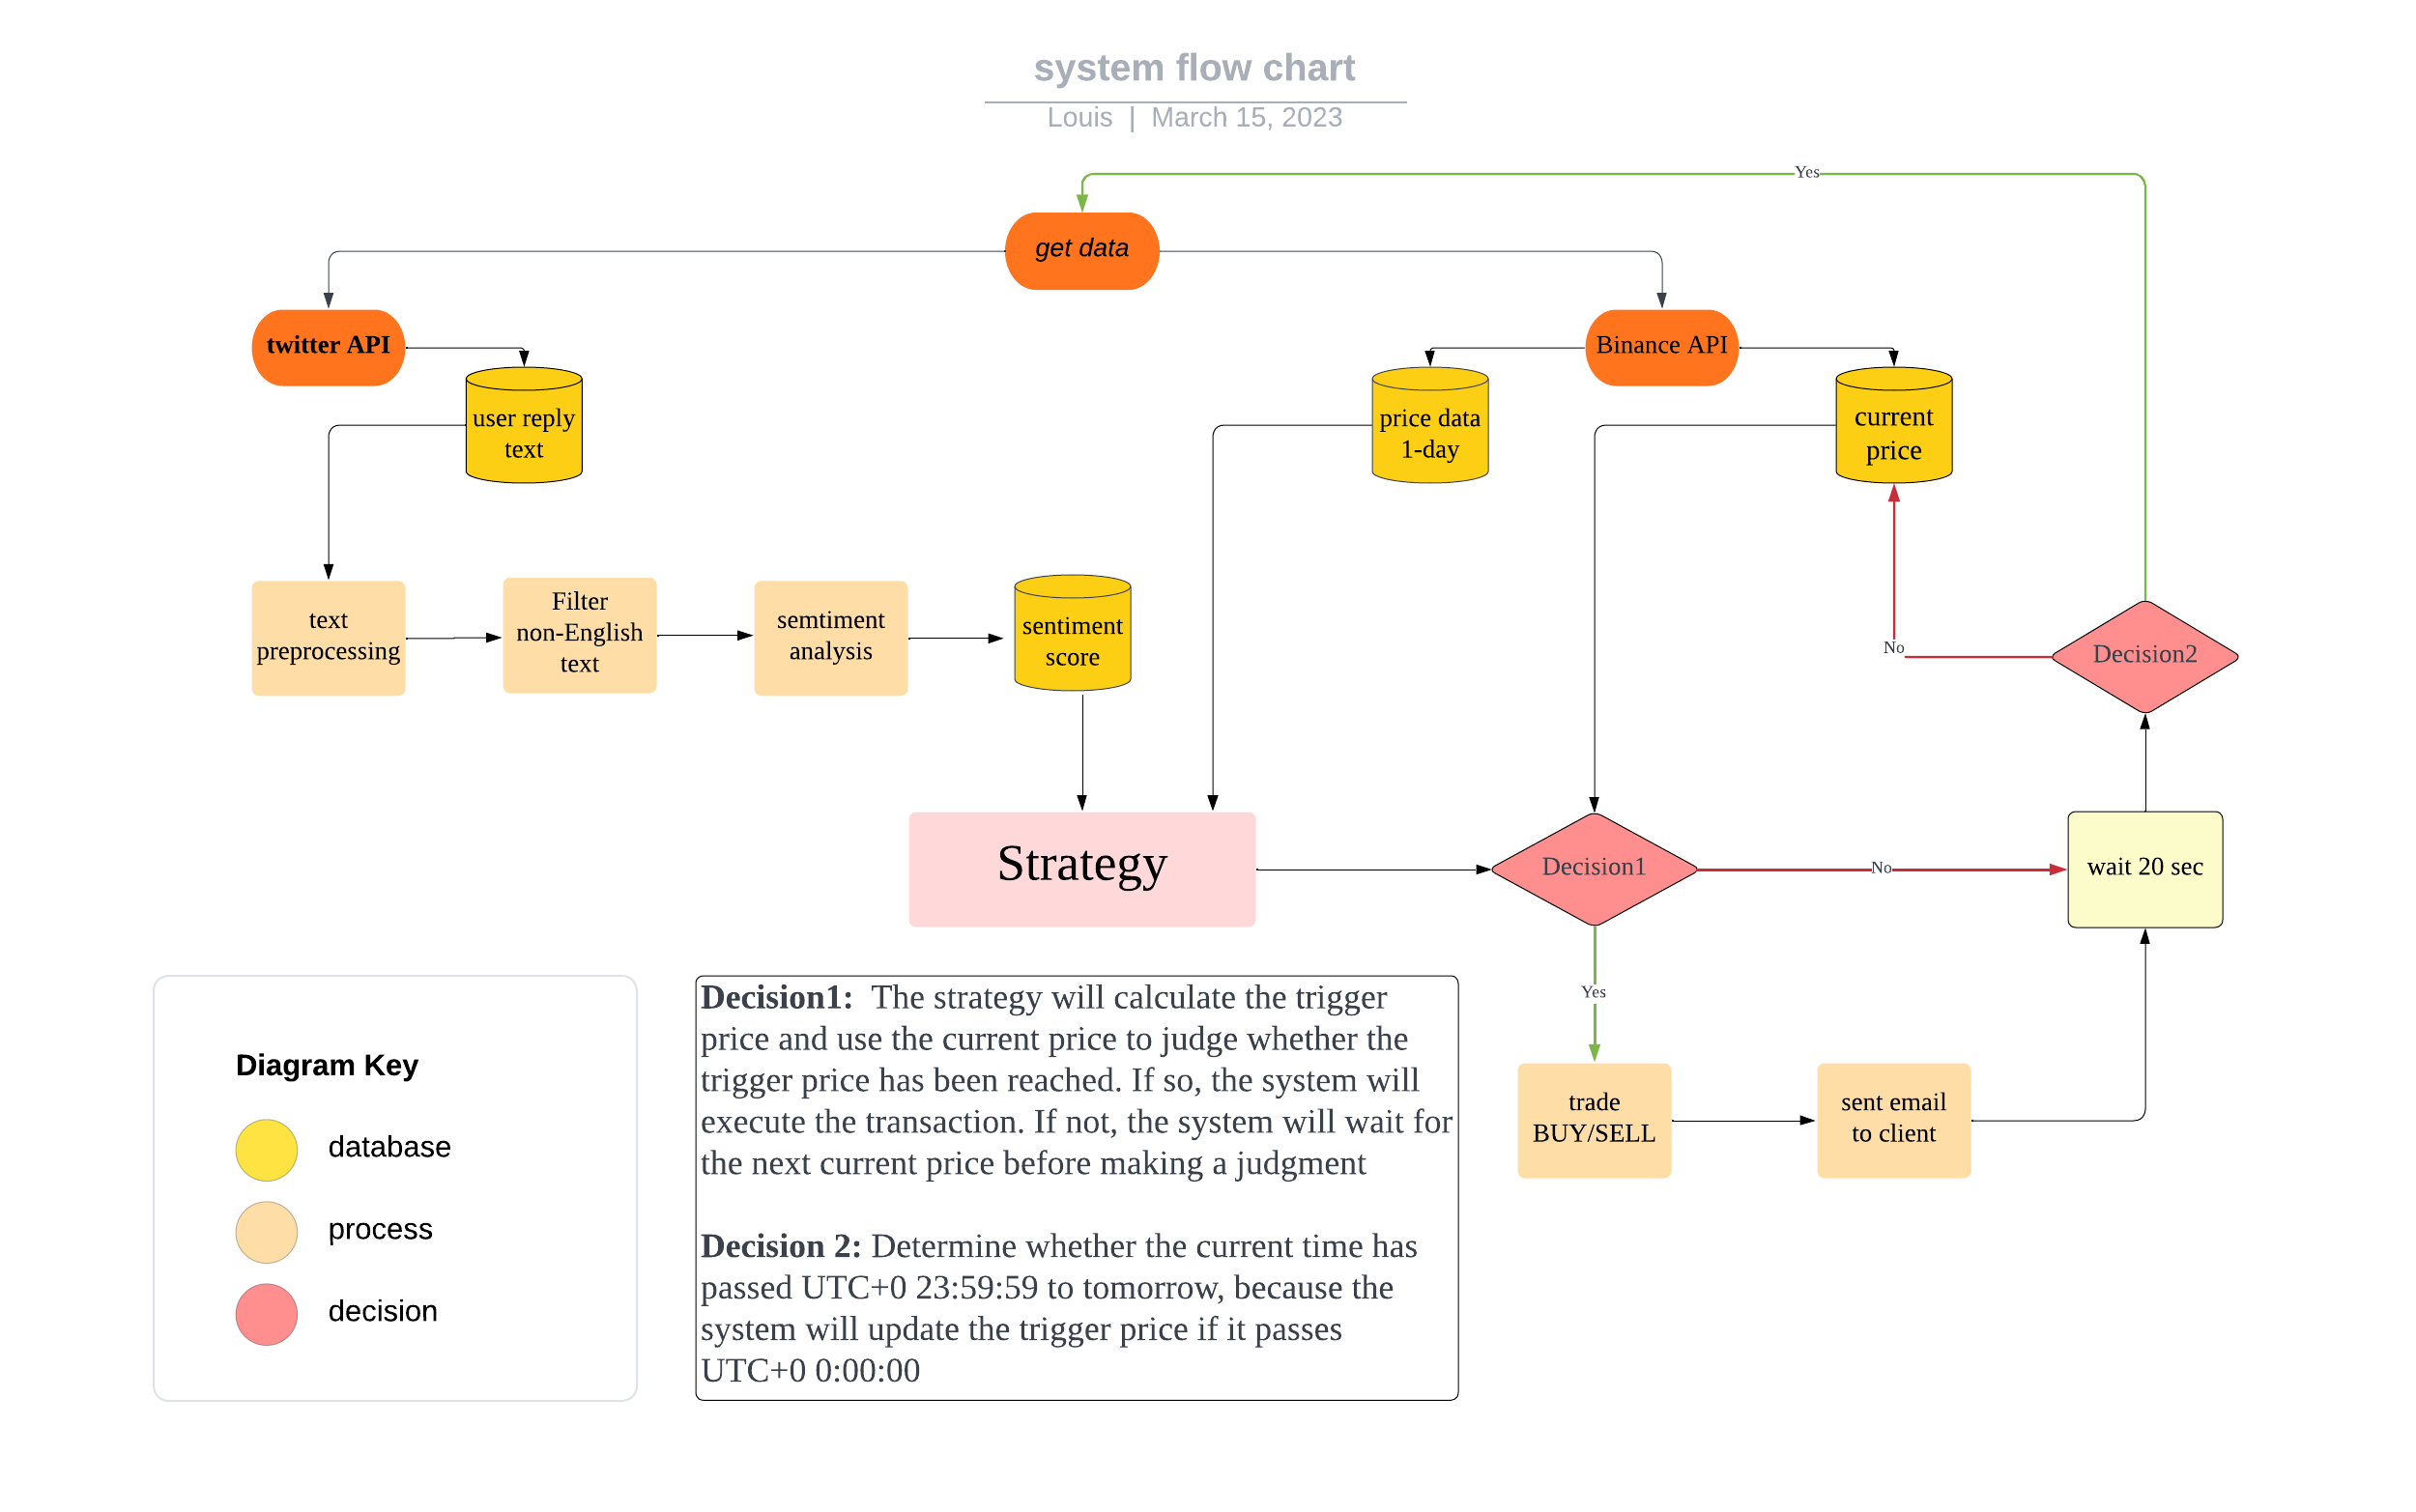 system flow chart
Louis | March 15, 2023
Yes
get data
twitter API
Binance API
user reply
text
price data
1-day
current
price
text
preprocessing
Filter
non-English
text
semtiment
analysis
sentiment
score
No
Decision2
Strategy
Decision1
No
wait 20 sec
Yes
trade
BUY/SELL
sent email
to client
Diagram Key
database
process
decision
Decision1:  The strategy will calculate the trigger
price and use the current price to judge whether the
trigger price has been reached. If so, the system will
execute the transaction. If not, the system will wait for
the next current price before making a judgment
Decision 2: Determine whether the current time has
passed UTC+0 23:59:59 to tomorrow, because the
system will update the trigger price if it passes
UTC+0 0:00:00